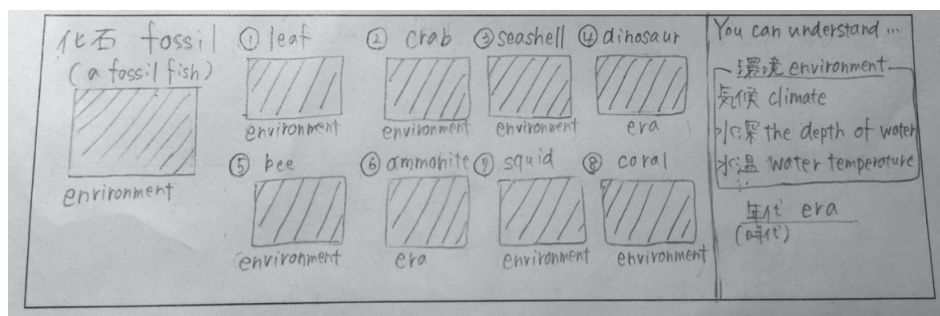 化石 fossil
(a fossil fish)
environment
① leaf
environment
② crab
environment
③ seashell
environment
④ dinosaur
era
⑤ bee
environment
⑥ ammonite
era
⑦ squid
environment
⑧ coral
environment
You can understand …
環境 environment
気候 climate
水深 the depth of water
水温 water temperature
年代 era
(時代)